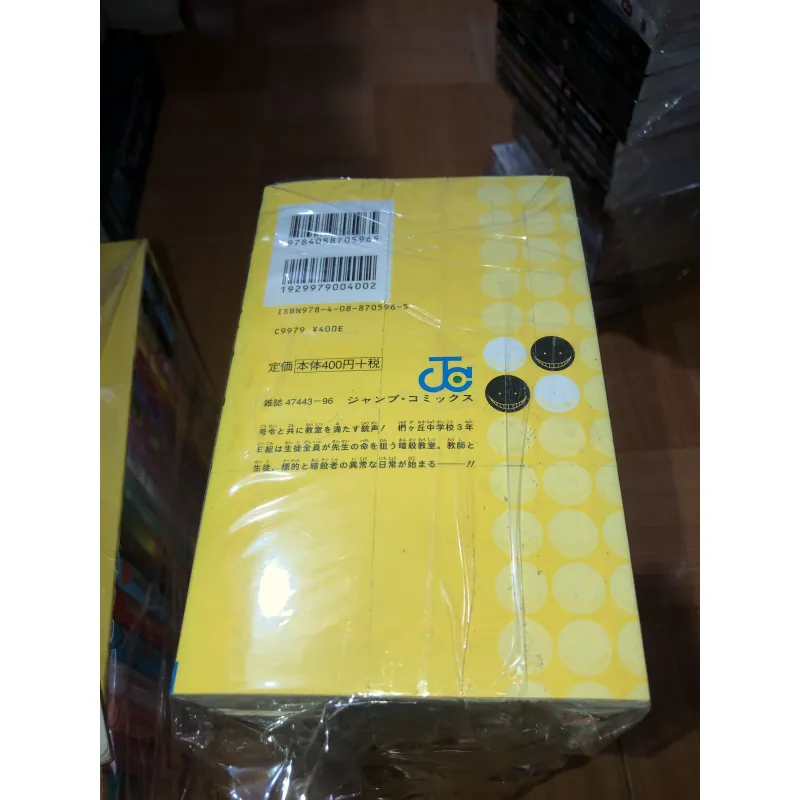 9784088705965
1929979004002
ISBN978-4-08-870596-5
C9979 ¥400E
定価 本体400円+税
雑誌 47443-96 ジャンプ・コミックス
号令と共に教室を満たす銃声! 椚ヶ丘中学校3年
E組は生徒全員が先生の命を狙う暗殺教室。教師と
生徒、標的と暗殺者の異常な日常が始まる——!!